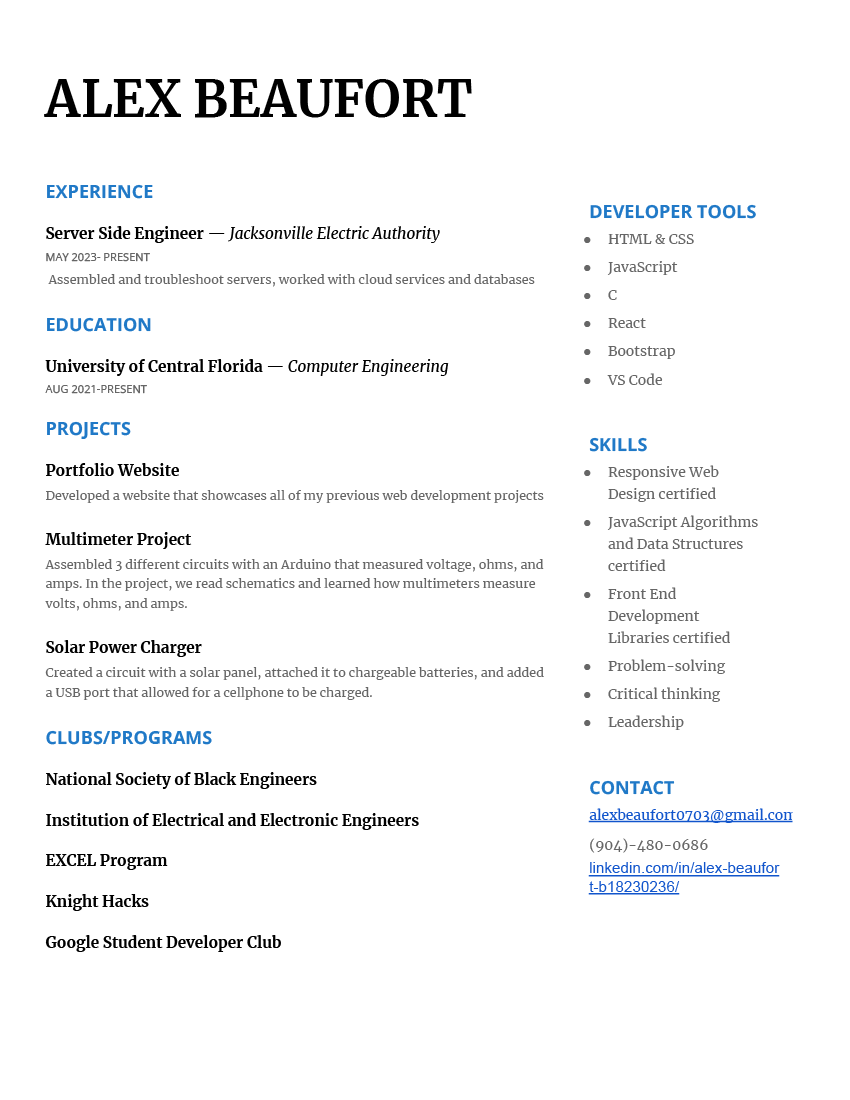 ALEX BEAUFORT
EXPERIENCE
Server Side Engineer — Jacksonville Electric Authority
MAY 2023- PRESENT
Assembled and troubleshoot servers, worked with cloud services and databases
EDUCATION
University of Central Florida — Computer Engineering
AUG 2021-PRESENT
PROJECTS
Portfolio Website
Developed a website that showcases all of my previous web development projects
Multimeter Project
Assembled 3 different circuits with an Arduino that measured voltage, ohms, and
amps. In the project, we read schematics and learned how multimeters measure
volts, ohms, and amps.
Solar Power Charger
Created a circuit with a solar panel, attached it to chargeable batteries, and added
a USB port that allowed for a cellphone to be charged.
CLUBS/PROGRAMS
National Society of Black Engineers
Institution of Electrical and Electronic Engineers
EXCEL Program
Knight Hacks
Google Student Developer Club
DEVELOPER TOOLS
● HTML & CSS
● JavaScript
● C
● React
● Bootstrap
● VS Code
SKILLS
● Responsive Web
Design certified
● JavaScript Algorithms
and Data Structures
certified
● Front End
Development
Libraries certified
● Problem-solving
● Critical thinking
● Leadership
CONTACT
alexbeaufort0703@gmail.com
(904)-480-0686
linkedin.com/in/alex-beaufor
t-b18230236/